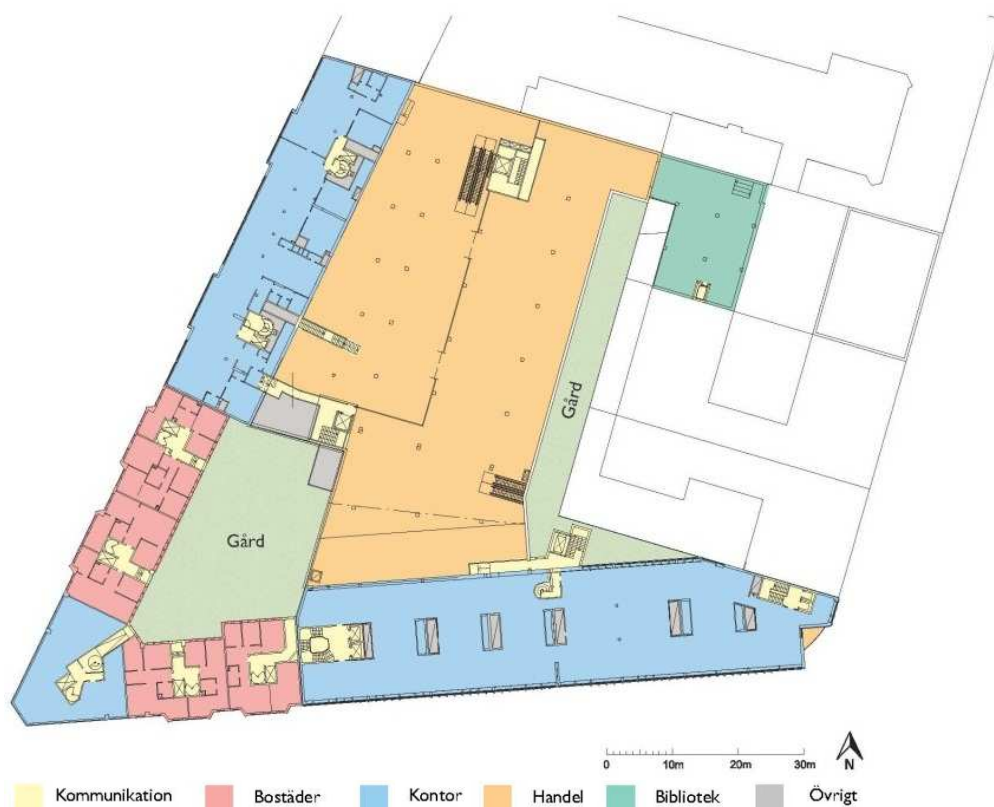 Gård
Gård
0 10m 20m 30m
N
Kommunikation Bostäder Kontor Handel Bibliotek Övrigt